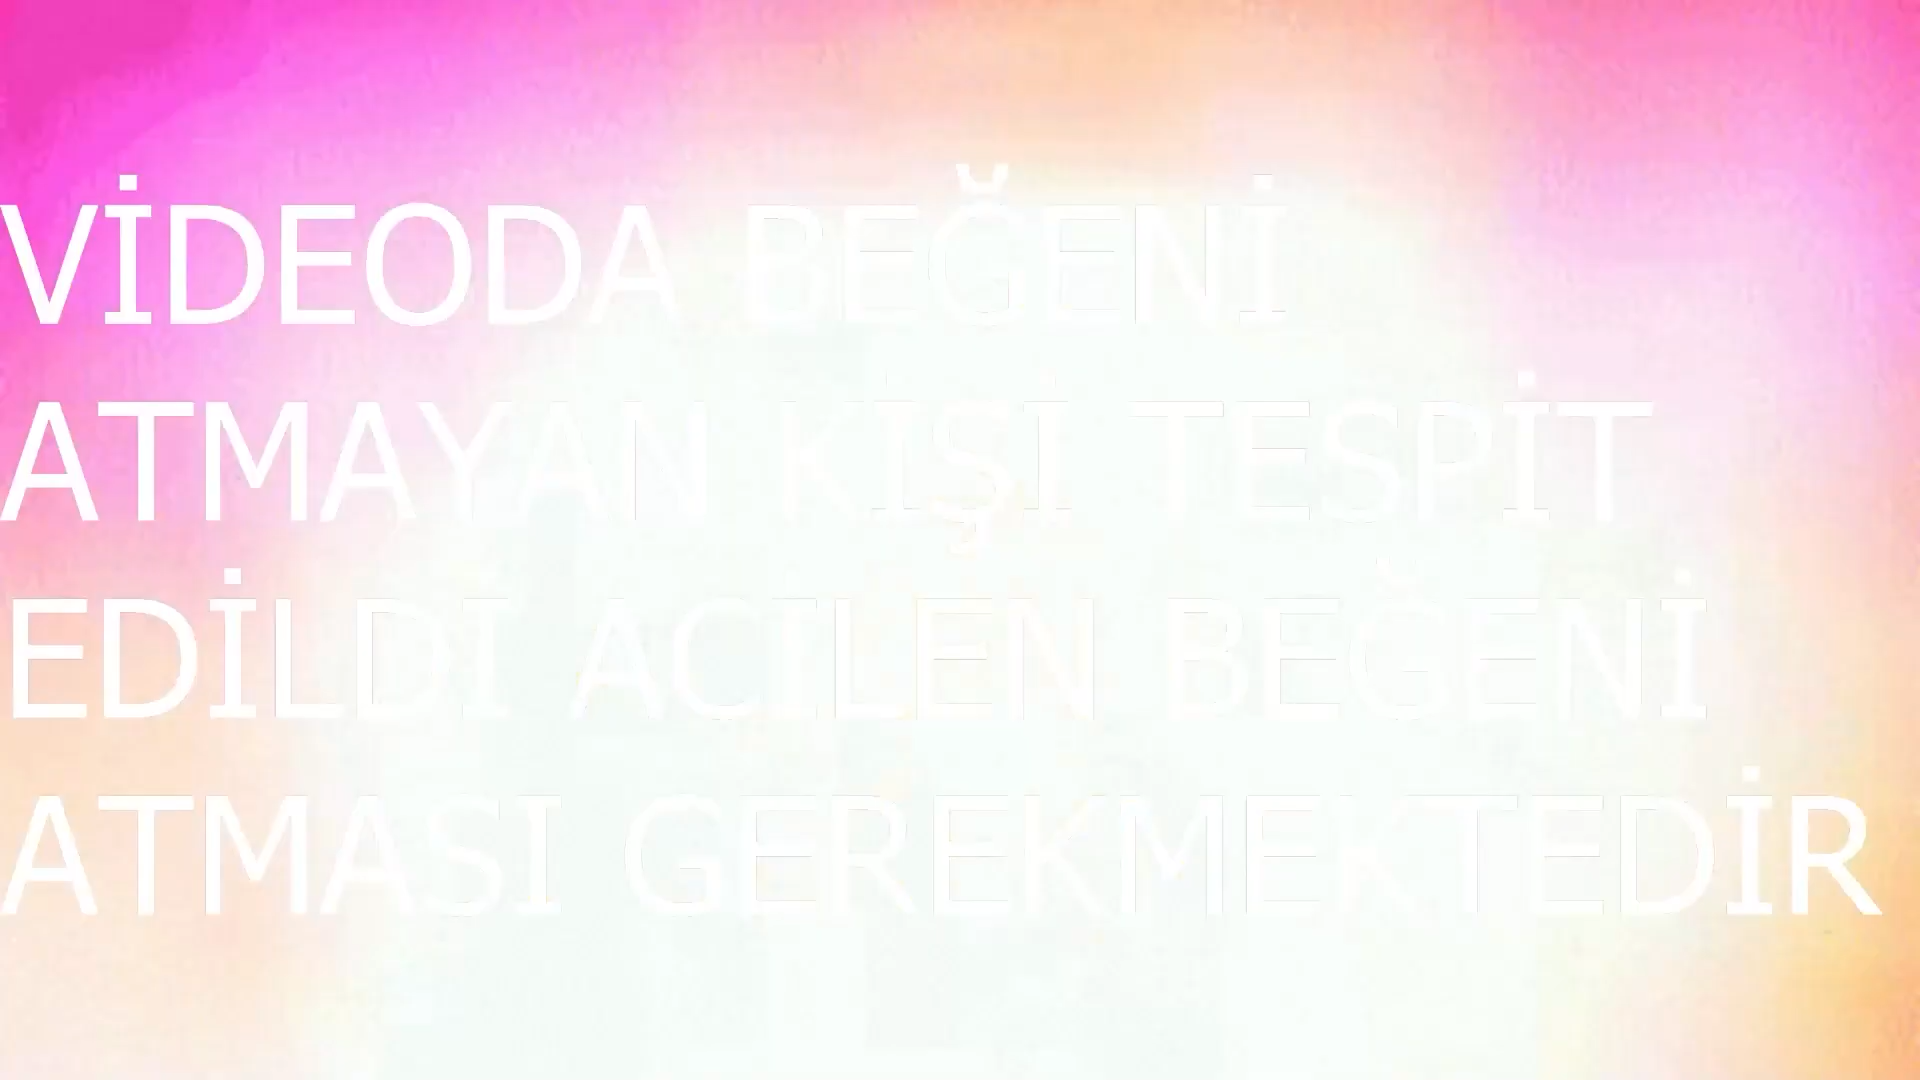 VİDEODA BEĞENİ
ATMAYAN KİŞİ TESPİT
EDİLDİ ACİLEN BEĞENİ
ATMASI GEREKMEKTEDİR